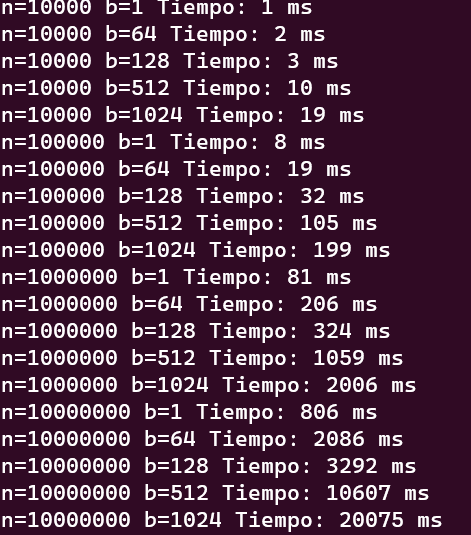 n=10000 b=1 Tiempo: 1 ms
n=10000 b=64 Tiempo: 2 ms
n=10000 b=128 Tiempo: 3 ms
n=10000 b=512 Tiempo: 10 ms
n=10000 b=1024 Tiempo: 19 ms
n=100000 b=1 Tiempo: 8 ms
n=100000 b=64 Tiempo: 19 ms
n=100000 b=128 Tiempo: 32 ms
n=100000 b=512 Tiempo: 105 ms
n=100000 b=1024 Tiempo: 199 ms
n=1000000 b=1 Tiempo: 81 ms
n=1000000 b=64 Tiempo: 206 ms
n=1000000 b=128 Tiempo: 324 ms
n=1000000 b=512 Tiempo: 1059 ms
n=1000000 b=1024 Tiempo: 2006 ms
n=10000000 b=1 Tiempo: 806 ms
n=10000000 b=64 Tiempo: 2086 ms
n=10000000 b=128 Tiempo: 3292 ms
n=10000000 b=512 Tiempo: 10607 ms
n=10000000 b=1024 Tiempo: 20075 ms